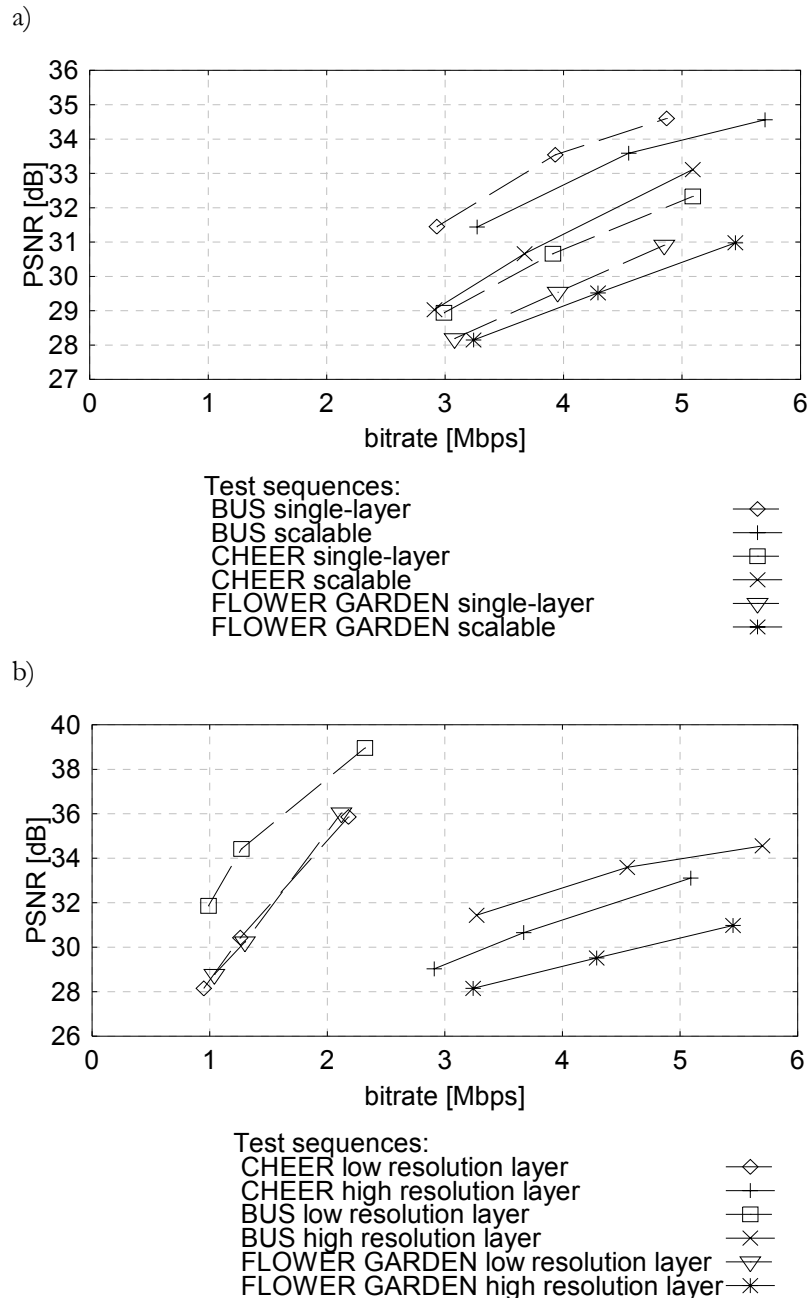 a)
36
35
34
33
32
31
30
29
28
27
PSNR [dB]
0 1 2 3 4 5 6
bitrate [Mbps]
Test sequences:
BUS single-layer
BUS scalable
CHEER single-layer
CHEER scalable
FLOWER GARDEN single-layer
FLOWER GARDEN scalable
b)
40
38
36
34
32
30
28
26
PSNR [dB]
0 1 2 3 4 5 6
bitrate [Mbps]
Test sequences:
CHEER low resolution layer
CHEER high resolution layer
BUS low resolution layer
BUS high resolution layer
FLOWER GARDEN low resolution layer
FLOWER GARDEN high resolution layer